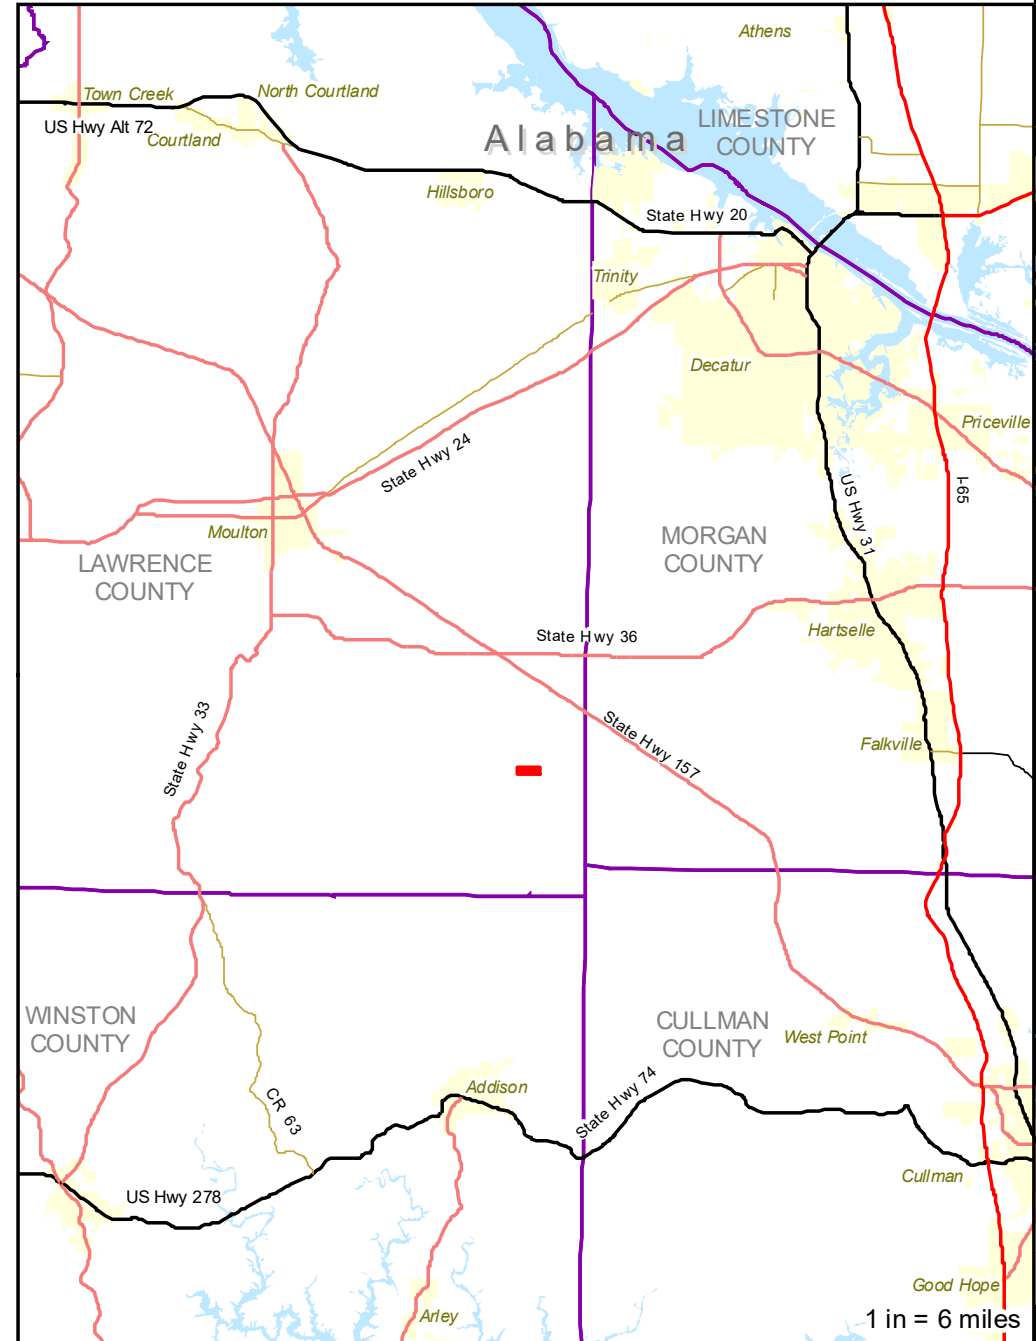 Athens
Town Creek
North Courtland
US Hwy Alt 72
LIMESTONE
COUNTY
Alabama
Courtland
Hillsboro
State Hwy 20
Trinity
Decatur
Priceville
State Hwy 24
I-65
US Hwy 31
Moulton
MORGAN
COUNTY
LAWRENCE
COUNTY
Hartselle
State Hwy 36
State Hwy 33
State Hwy 157
Falkville
WINSTON
COUNTY
CULLMAN
COUNTY
West Point
Addison
State Hwy 74
CR 63
Cullman
US Hwy 278
Good Hope
Arley
1 in = 6 miles